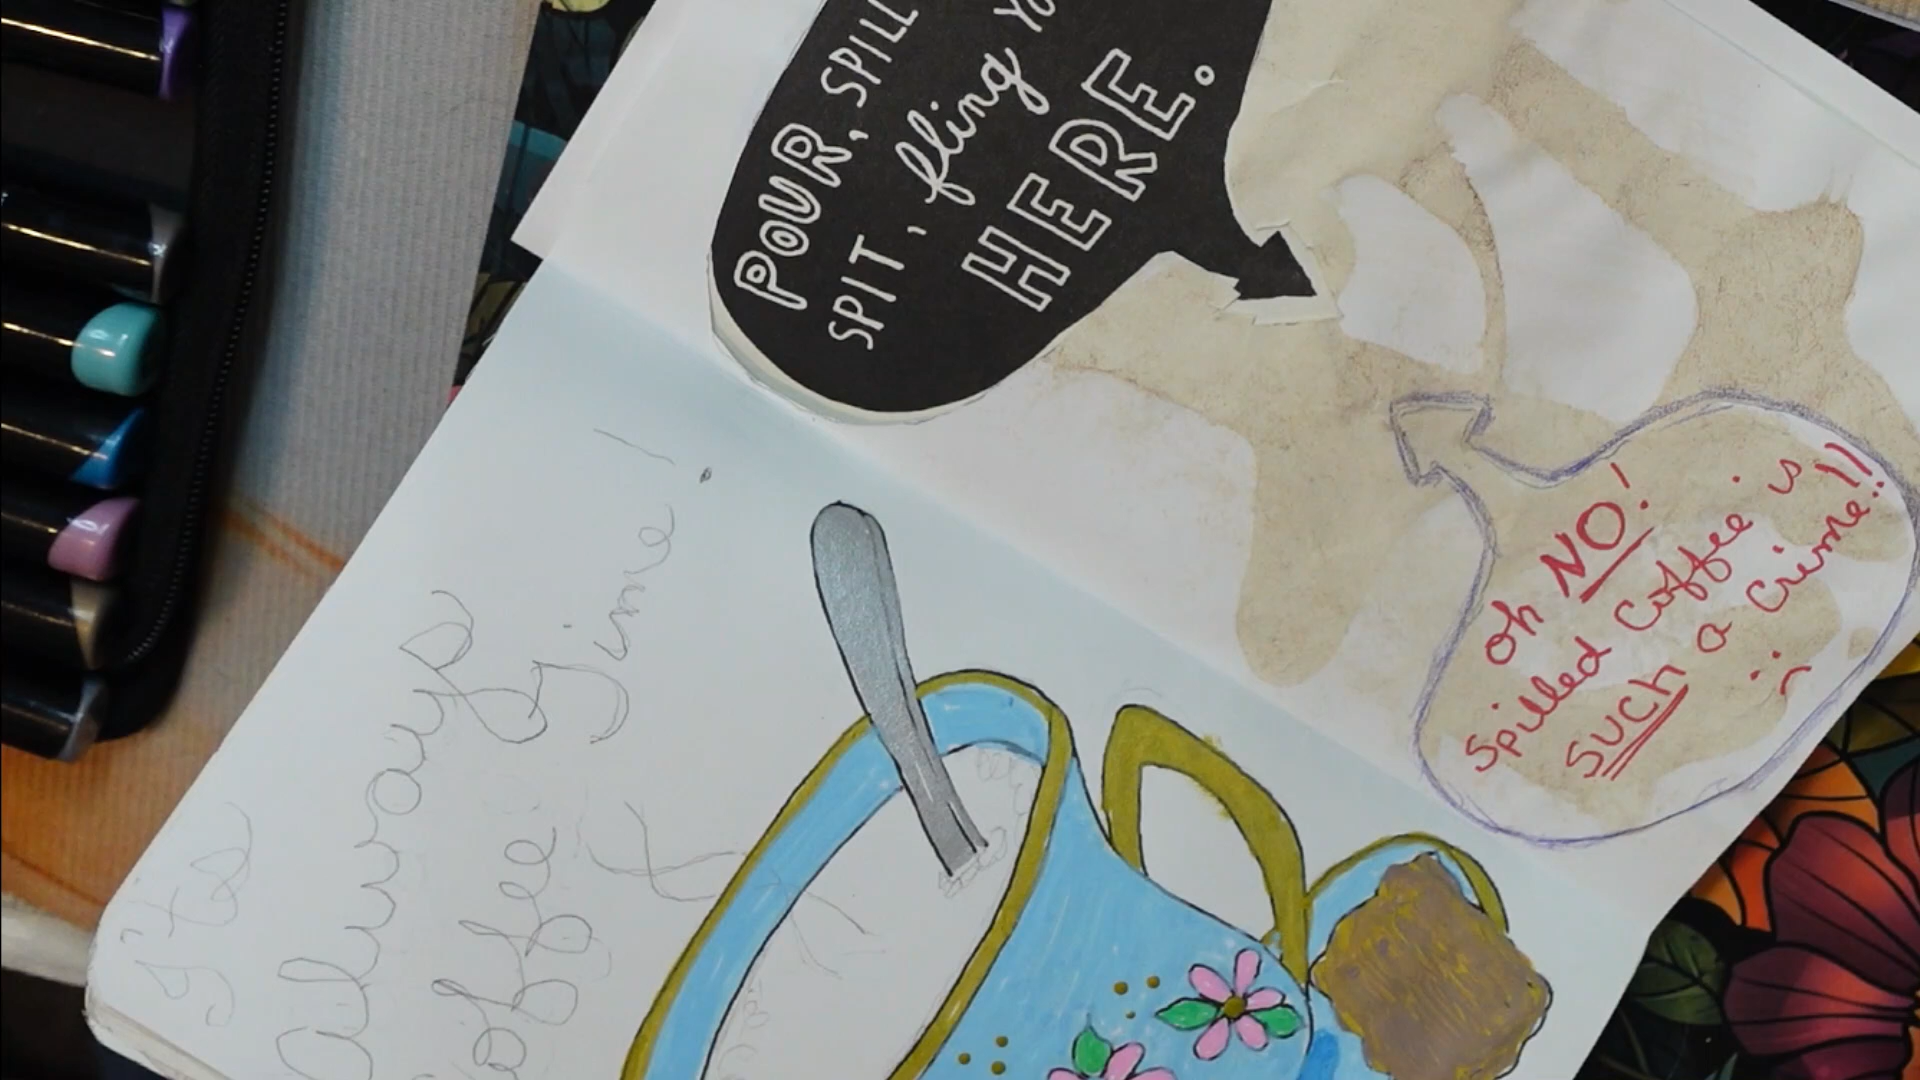 POUR, SPILL
SPIT, fling
HERE.
oh NO!
Spilled Coffee is
SUCH a Crime!!
:(
It's
always
coffee time!